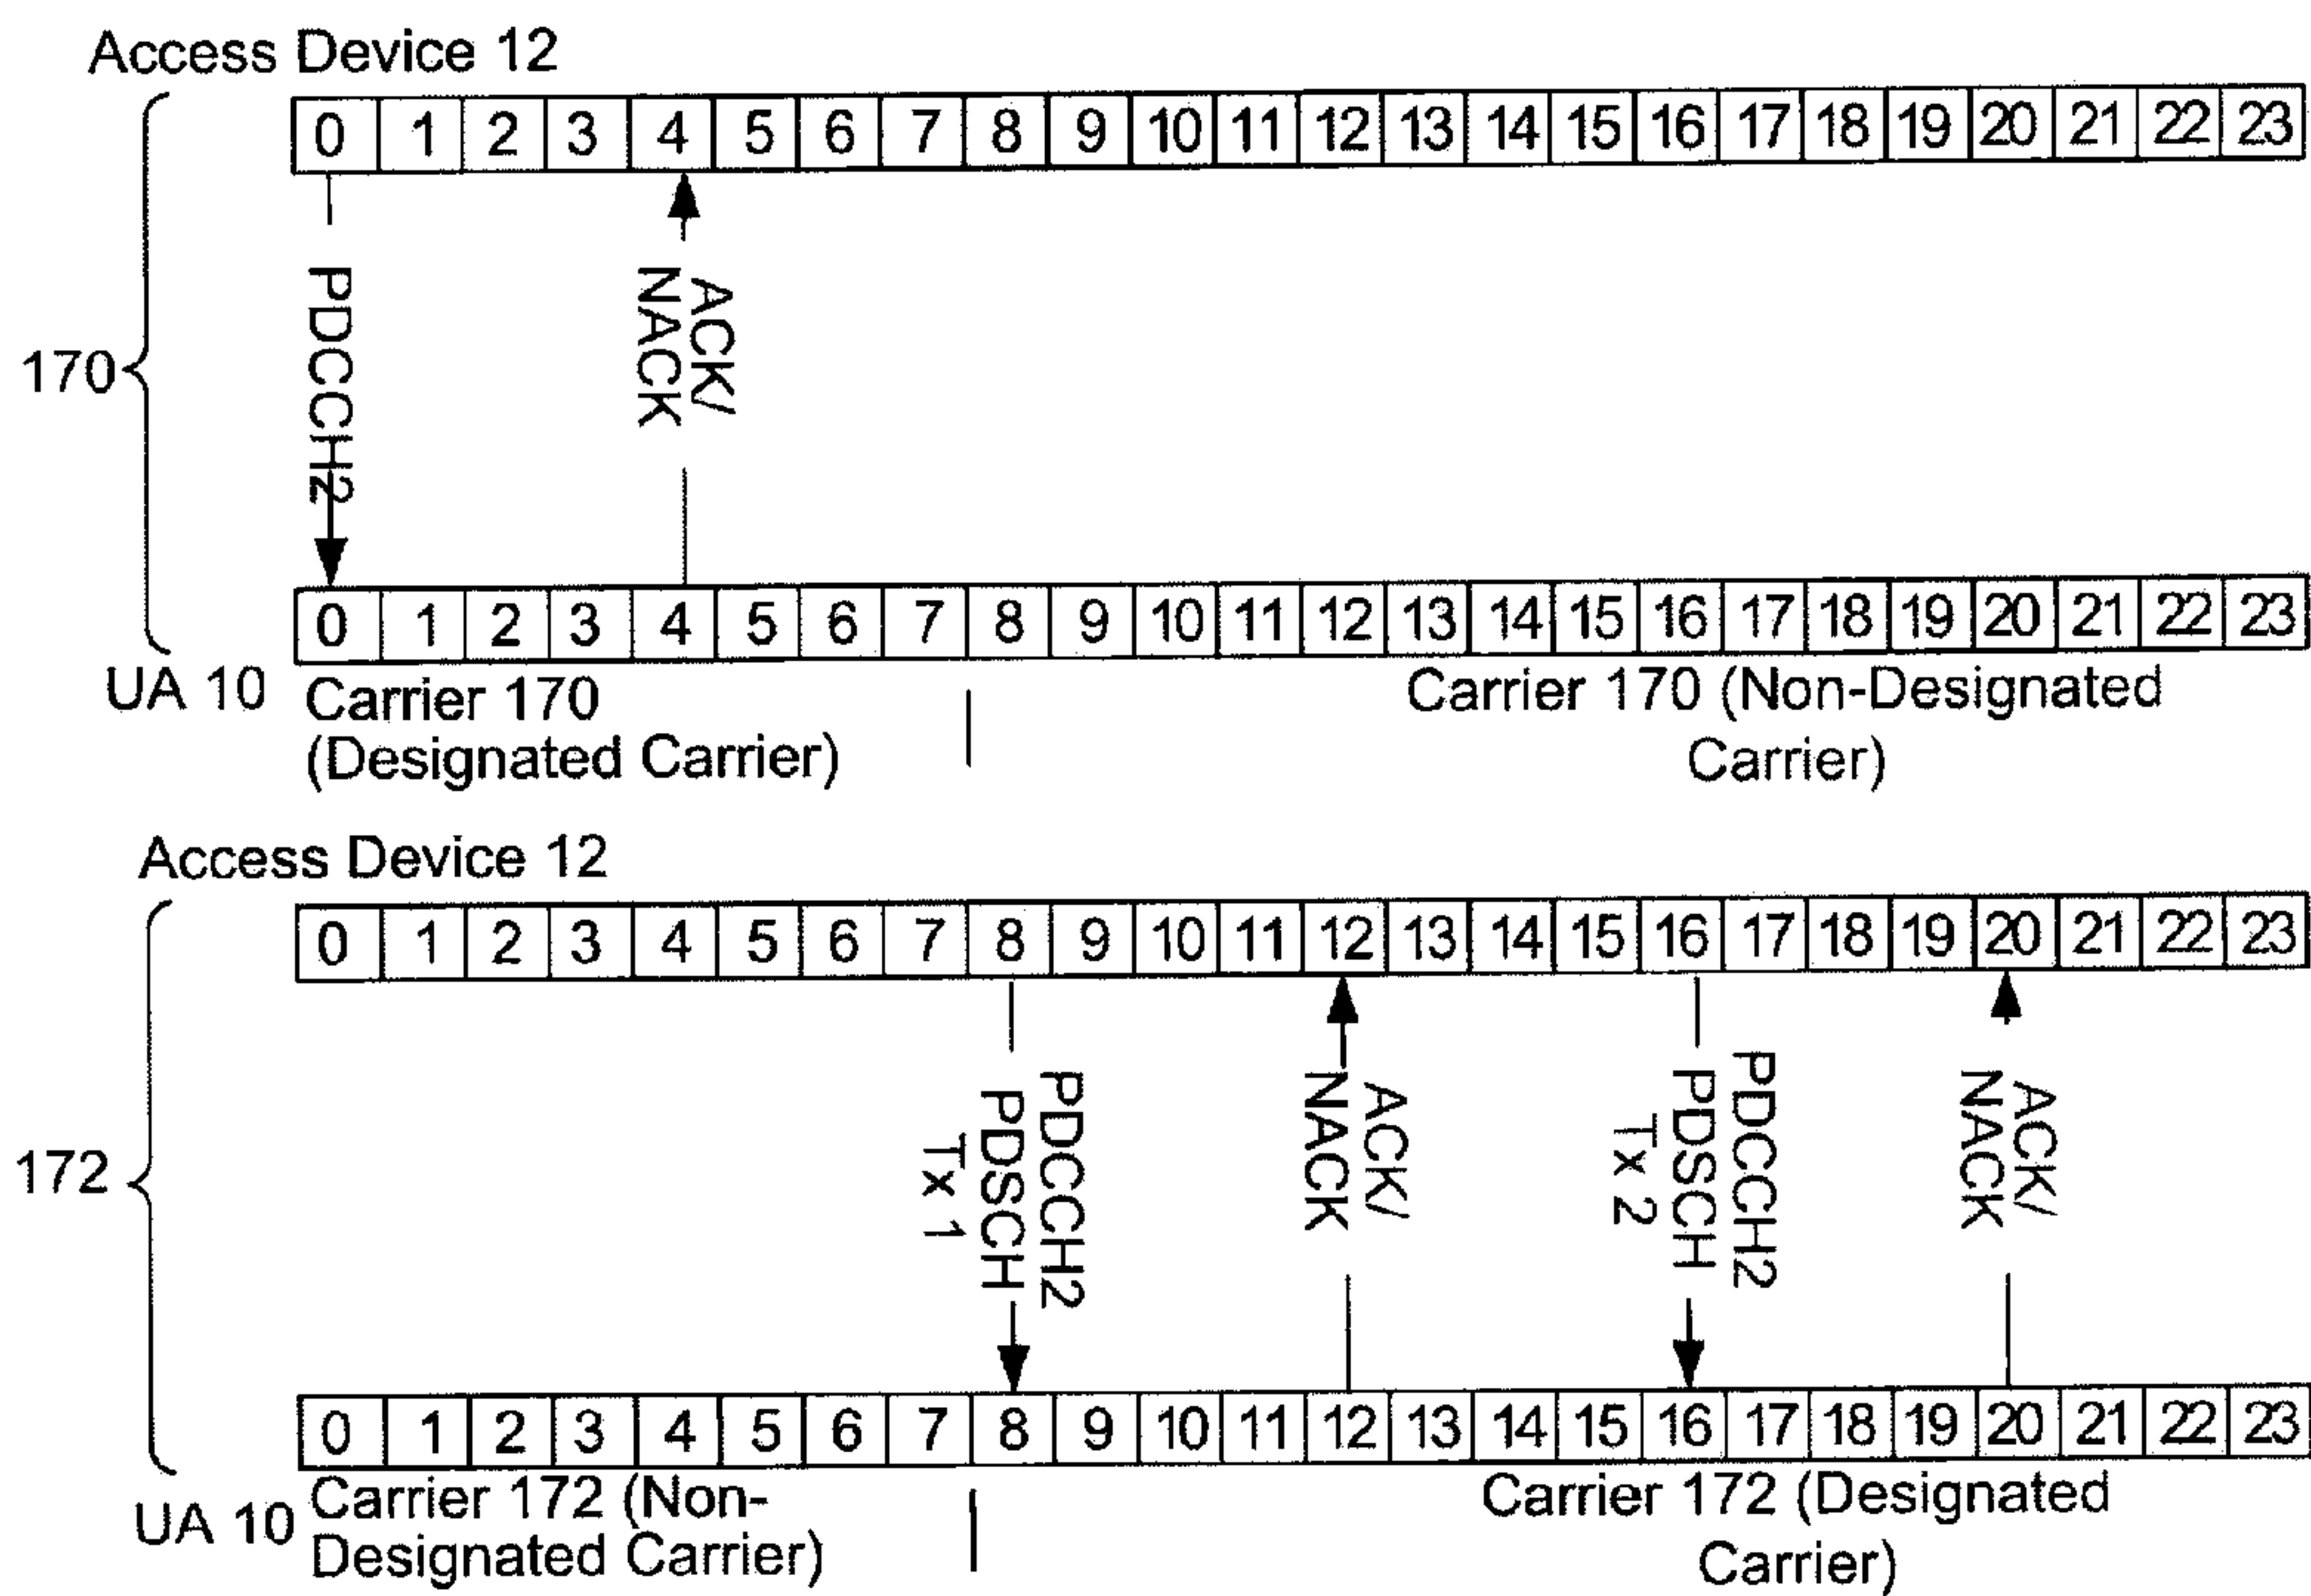 Access Device 12
0 1 2 3 4 5 6 7 8 9 10 11 12 13 14 15 16 17 18 19 20 21 22 23
170
PDCCH2
ACK/
NACK
0 1 2 3 4 5 6 7 8 9 10 11 12 13 14 15 16 17 18 19 20 21 22 23
UA 10
Carrier 170
(Designated Carrier)
Carrier 170 (Non-Designated
Carrier)
Access Device 12
0 1 2 3 4 5 6 7 8 9 10 11 12 13 14 15 16 17 18 19 20 21 22 23
172
PDCCH2
PDSCH
Tx 1
ACK/
NACK
PDCCH2
PDSCH
Tx 2
ACK/
NACK
0 1 2 3 4 5 6 7 8 9 10 11 12 13 14 15 16 17 18 19 20 21 22 23
UA 10
Carrier 172 (Non-
Designated Carrier)
Carrier 172 (Designated
Carrier)